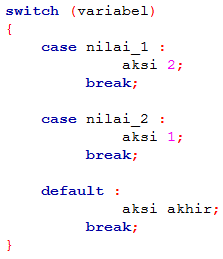 switch (variabel)
{
case nilai_1 :
aksi 2;
break;
case nilai_2 :
aksi 1;
break;
default :
aksi akhir;
break;
}